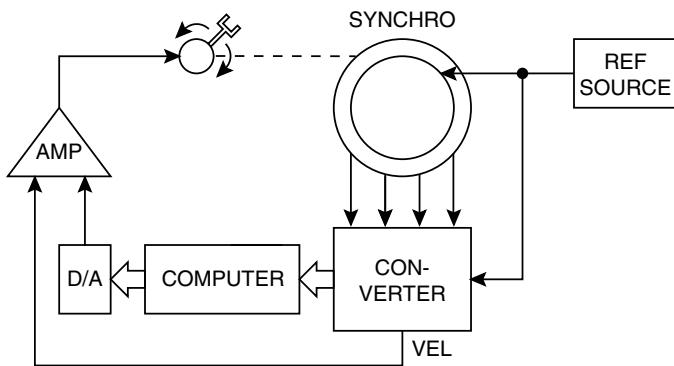 SYNCHRO
REF
SOURCE
AMP
D/A
COMPUTER
CON-
VERTER
VEL